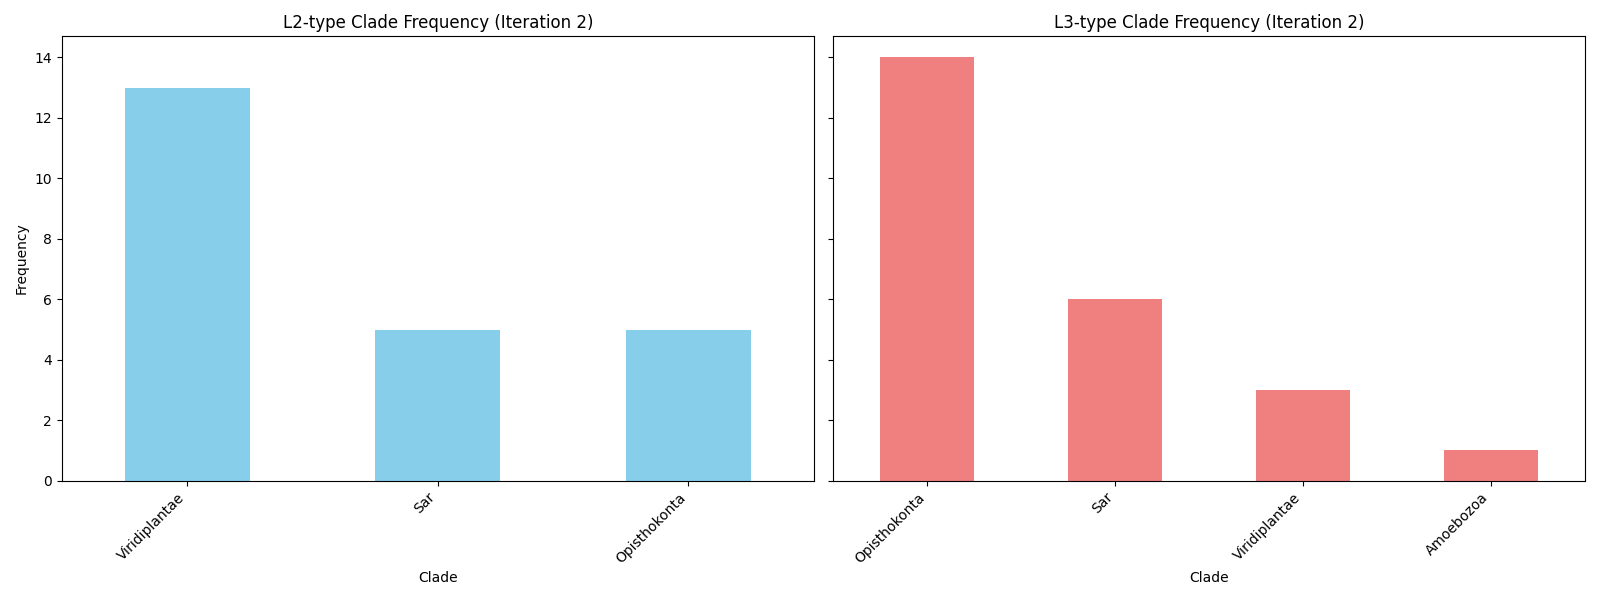 L2-type Clade Frequency (Iteration 2)
14
12
10
8
6
4
2
0
Frequency
Viridiplantae
Sar
Opisthokonta
Clade
L3-type Clade Frequency (Iteration 2)
Opisthokonta
Sar
Viridiplantae
Amoebozoa
Clade